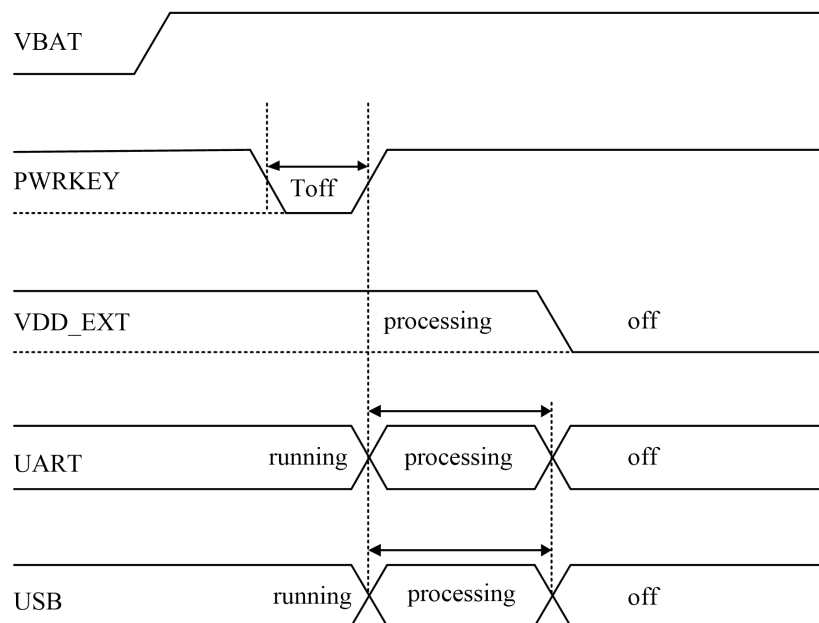 VBAT
PWRKEY
Toff
VDD_EXT
processing
off
UART
running
processing
off
USB
running
processing
off